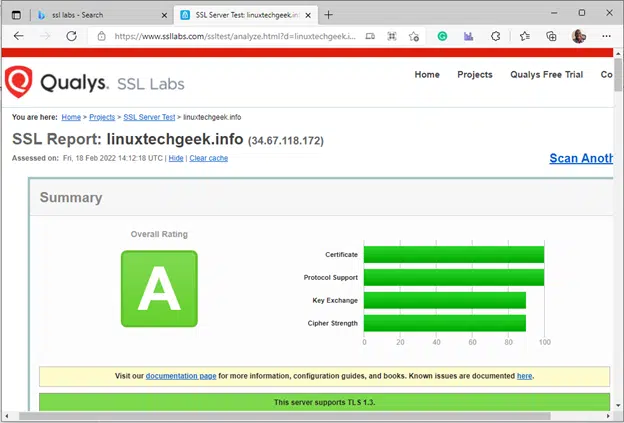 ssl labs - Search
SSL Server Test: linuxtechgeek.inf
https://www.ssllabs.com/ssltest/analyze.html?d=linuxtechgeek.i...
Qualys. SSL Labs
Home Projects Qualys Free Trial Co
You are here: Home > Projects > SSL Server Test > linuxtechgeek.info
SSL Report: linuxtechgeek.info (34.67.118.172)
Assessed on: Fri, 18 Feb 2022 14:12:18 UTC | Hide | Clear cache
Scan Anoth
Summary
Overall Rating
A
Certificate
Protocol Support
Key Exchange
Cipher Strength
0 20 40 60 80 100
Visit our documentation page for more information, configuration guides, and books. Known issues are documented here.
This server supports TLS 1.3.